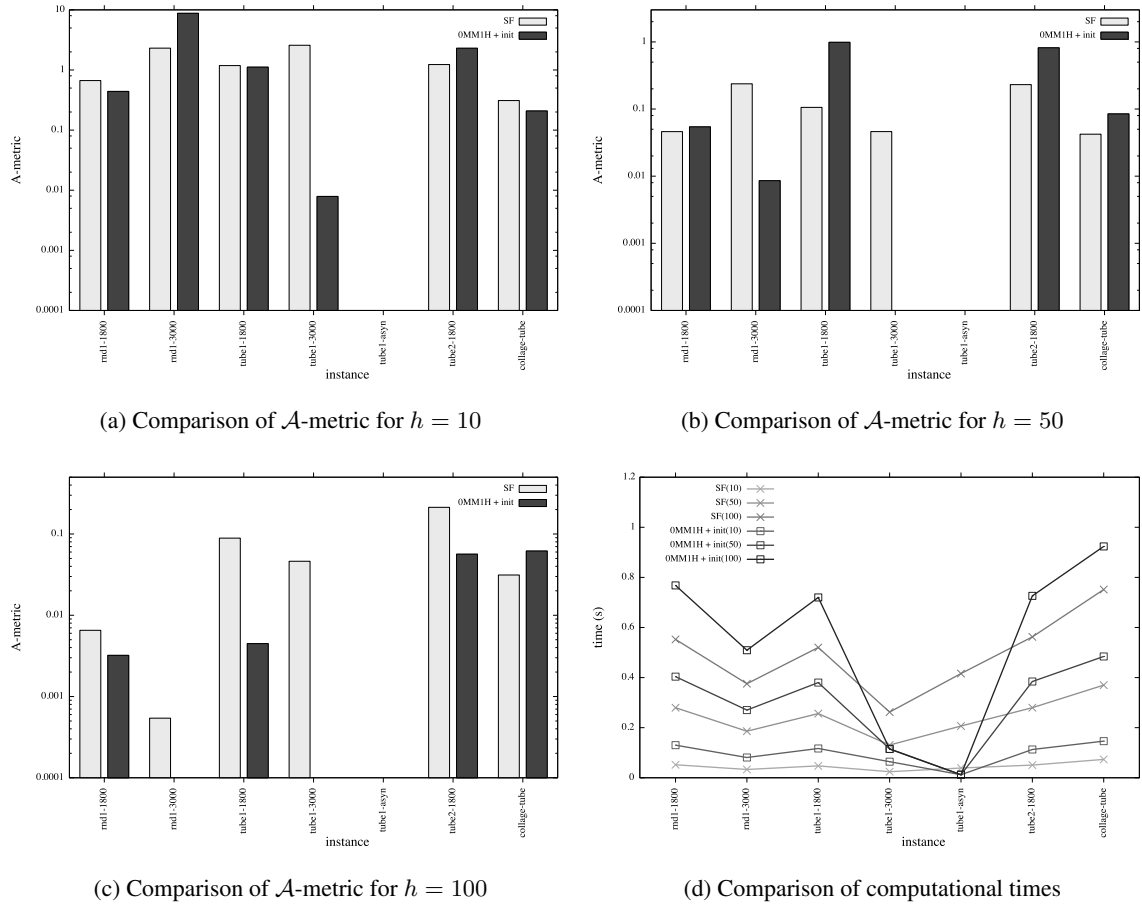 10
1
0.1
0.01
0.001
0.0001
A-metric
SF
0MM1H + init
rnd1-1800
rnd1-3000
tube1-1800
tube1-3000
tube1-asyn
tube2-1800
collage-tube
instance
(a) Comparison of A-metric for h = 10
1
0.1
0.01
0.001
0.0001
A-metric
SF
0MM1H + init
rnd1-1800
rnd1-3000
tube1-1800
tube1-3000
tube1-asyn
tube2-1800
collage-tube
instance
(b) Comparison of A-metric for h = 50
0.1
0.01
0.001
0.0001
A-metric
SF
0MM1H + init
rnd1-1800
rnd1-3000
tube1-1800
tube1-3000
tube1-asyn
tube2-1800
collage-tube
instance
(c) Comparison of A-metric for h = 100
1.2
1
0.8
0.6
0.4
0.2
0
time (s)
SF(10)
SF(50)
SF(100)
0MM1H + init(10)
0MM1H + init(50)
0MM1H + init(100)
rnd1-1800
rnd1-3000
tube1-1800
tube1-3000
tube1-asyn
tube2-1800
collage-tube
instance
(d) Comparison of computational times